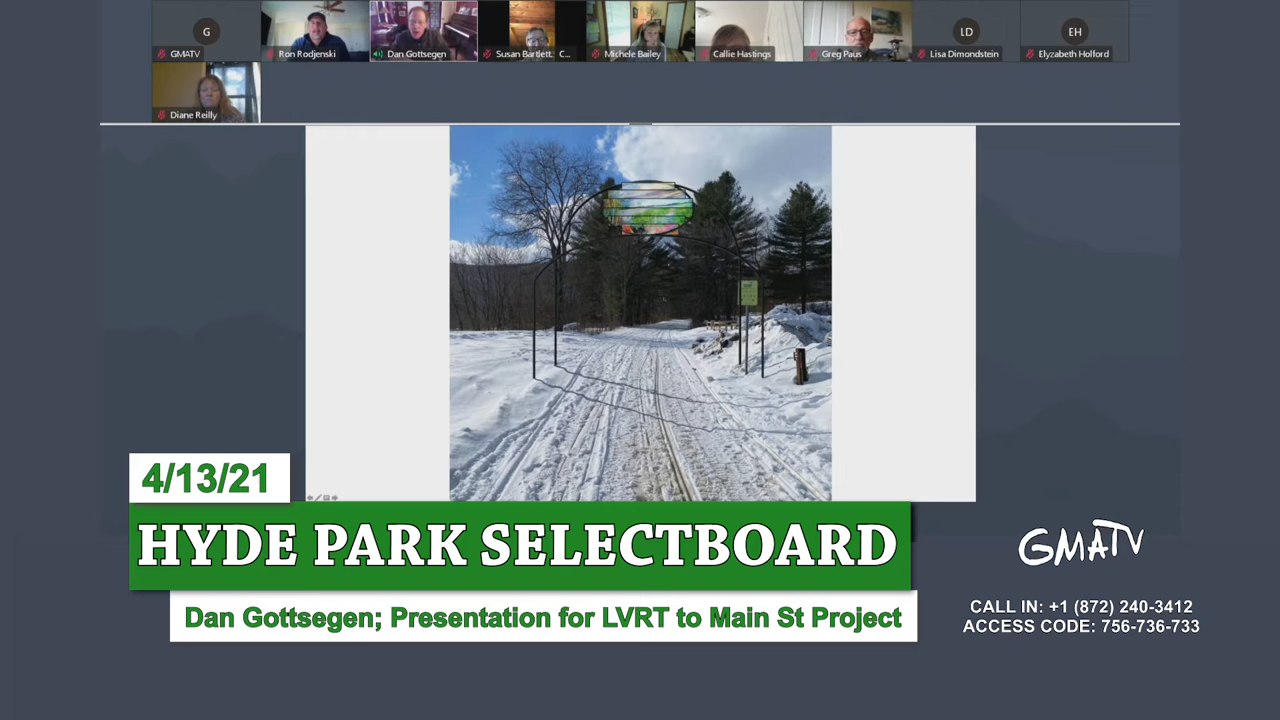 G
GMATV
Ron Rodjenski
Dan Gottsegen
Susan Bartlett, C...
Michele Bailey
Callie Hastings
Greg Paus
LD
Lisa Dimondstein
EH
Elyzabeth Holford
Diane Reilly
4/13/21
HYDE PARK SELECTBOARD
Dan Gottsegen; Presentation for LVRT to Main St Project
GMATV
CALL IN: +1 (872) 240-3412
ACCESS CODE: 756-736-733